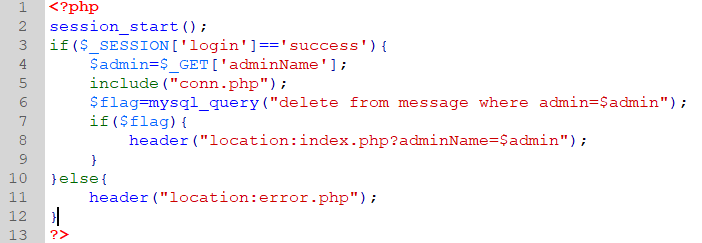 1 <?php
2 session_start();
3 if($_SESSION['login']=='success'){
4     $admin=$_GET['adminName'];
5     include("conn.php");
6     $flag=mysql_query("delete from message where admin=$admin");
7     if($flag){
8         header("location:index.php?adminName=$admin");
9     }
10 }else{
11     header("location:error.php");
12 }
13 ?>